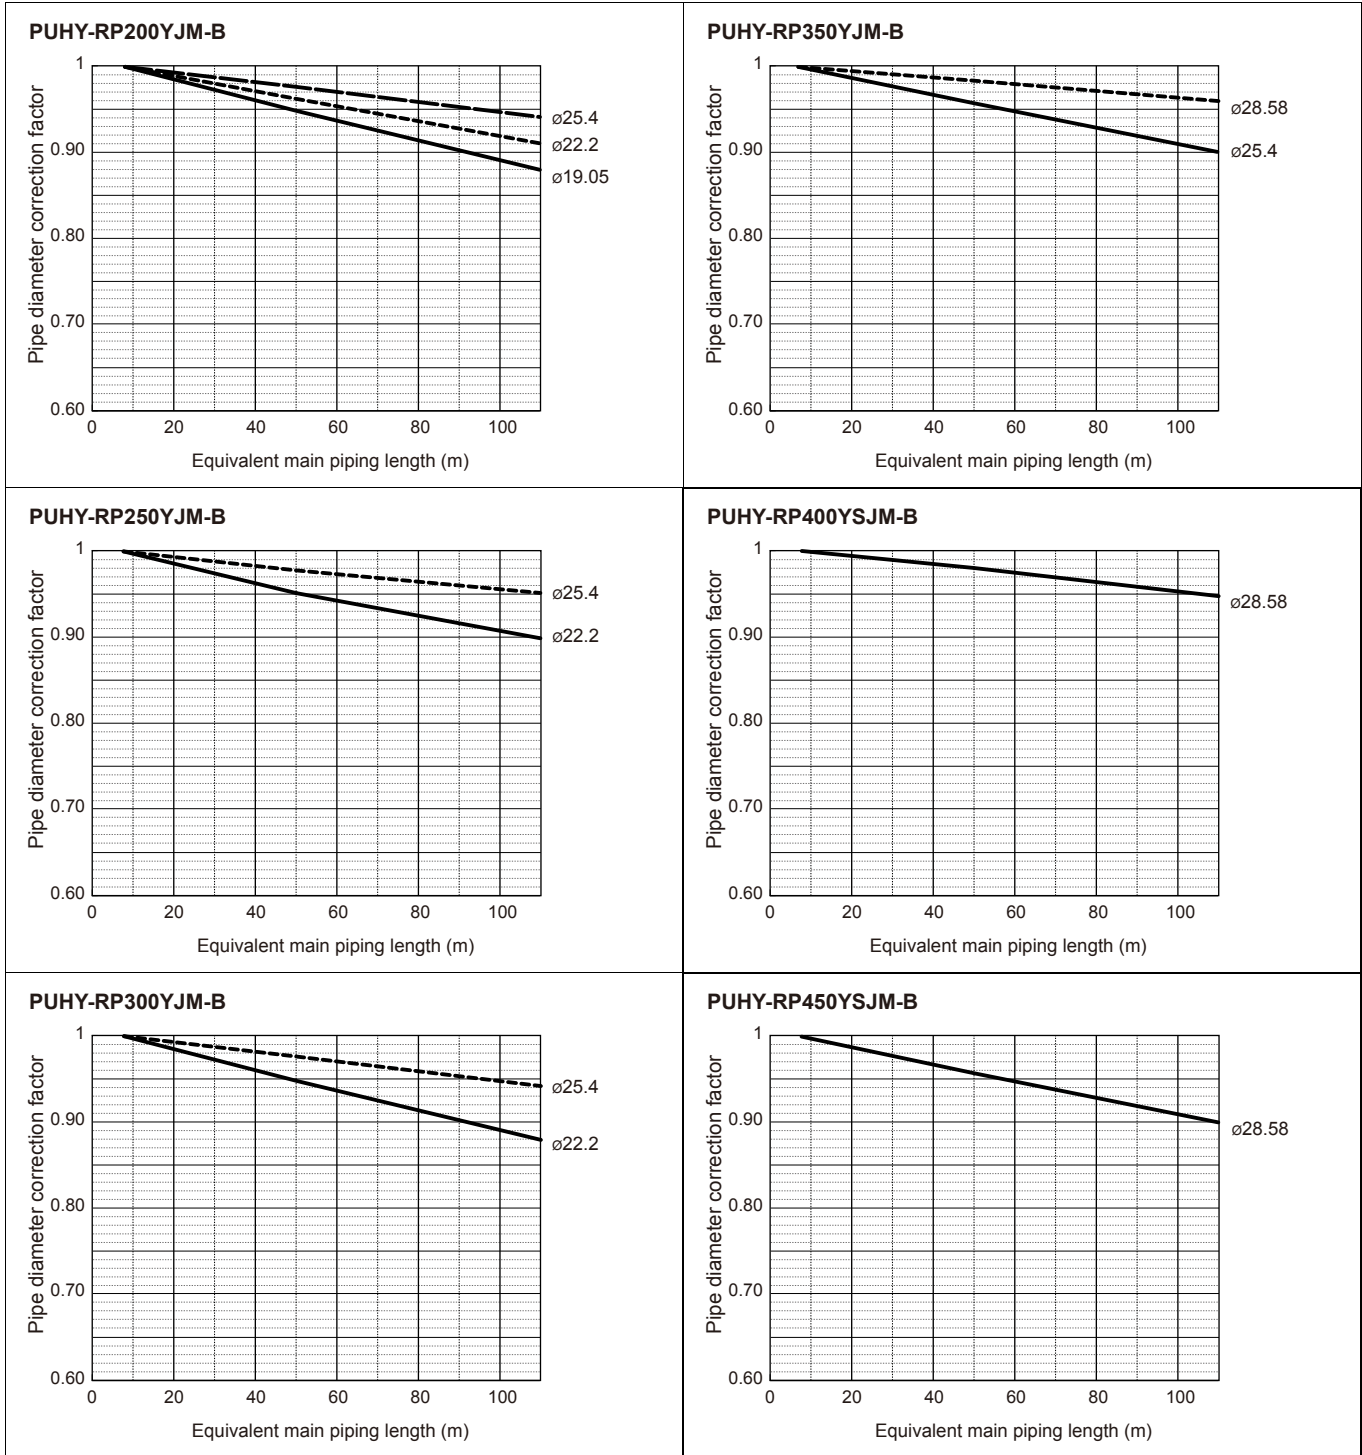 PUHY-RP200YJM-B
Pipe diameter correction factor
1
0.90
0.80
0.70
0.60
0 20 40 60 80 100
Equivalent main piping length (m)
ø25.4
ø22.2
ø19.05
PUHY-RP350YJM-B
Pipe diameter correction factor
1
0.90
0.80
0.70
0.60
0 20 40 60 80 100
Equivalent main piping length (m)
ø28.58
ø25.4
PUHY-RP250YJM-B
Pipe diameter correction factor
1
0.90
0.80
0.70
0.60
0 20 40 60 80 100
Equivalent main piping length (m)
ø25.4
ø22.2
PUHY-RP400YSJM-B
Pipe diameter correction factor
1
0.90
0.80
0.70
0.60
0 20 40 60 80 100
Equivalent main piping length (m)
ø28.58
PUHY-RP300YJM-B
Pipe diameter correction factor
1
0.90
0.80
0.70
0.60
0 20 40 60 80 100
Equivalent main piping length (m)
ø25.4
ø22.2
PUHY-RP450YSJM-B
Pipe diameter correction factor
1
0.90
0.80
0.70
0.60
0 20 40 60 80 100
Equivalent main piping length (m)
ø28.58